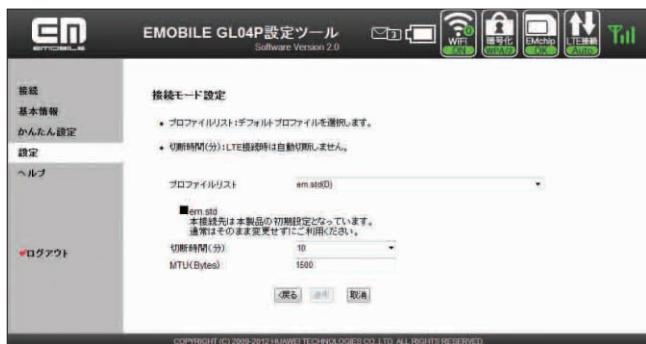 EM
EMOBILE
EMOBILE GL04P設定ツール
Software Version 2.0
WiFi
ON
暗号化
WPA2
EMchip
OK
LTE接続
Auto
接続
基本情報
かんたん設定
設定
ヘルプ
ログアウト
接続モード設定
• プロファイルリスト:デフォルトプロファイルを選択します。
• 切断時間(分):LTE接続時は自動切断しません。
プロファイルリスト em.std(D)
■em.std
本接続先は本製品の初期設定となっています。
通常はそのまま変更せずにご利用ください。
切断時間(分) 10
MTU(Bytes) 1500
<戻る 適用 取消
COPYRIGHT (C) 2009-2012 HUAWEI TECHNOLOGIES CO., LTD. ALL RIGHTS RESERVED.